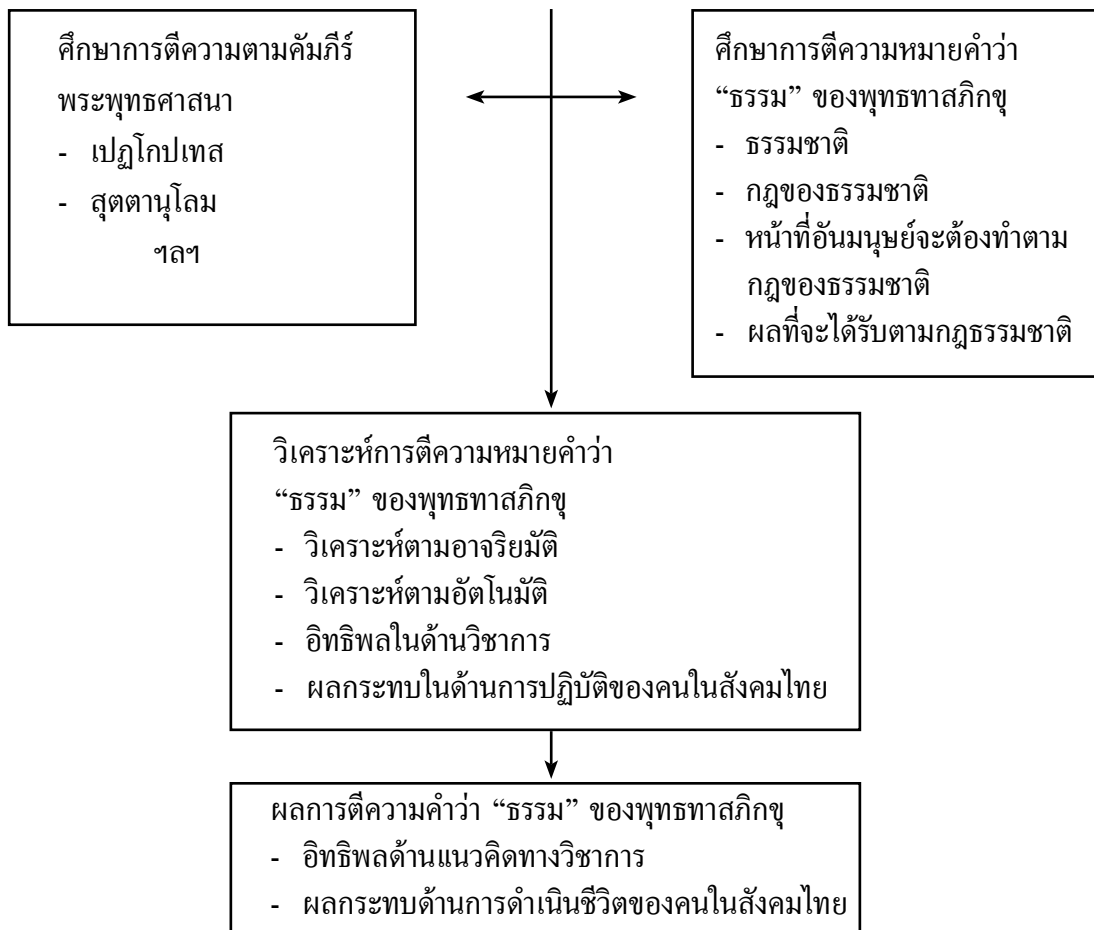 ศึกษาการตีความตามคัมภีร์
พระพุทธศาสนา
- เปฏโกปเทส
- สุตตานุโลม
ฯลฯ
ศึกษาการตีความหมายคำว่า
“ธรรม” ของพุทธทาสภิกขุ
- ธรรมชาติ
- กฎของธรรมชาติ
- หน้าที่อันมนุษย์จะต้องทำตาม
กฎของธรรมชาติ
- ผลที่จะได้รับตามกฎธรรมชาติ
วิเคราะห์การตีความหมายคำว่า
“ธรรม” ของพุทธทาสภิกขุ
- วิเคราะห์ตามอาจริยมัติ
- วิเคราะห์ตามอัตโนมัติ
- อิทธิพลในด้านวิชาการ
- ผลกระทบในด้านการปฏิบัติของคนในสังคมไทย
ผลการตีความคำว่า “ธรรม” ของพุทธทาสภิกขุ
- อิทธิพลด้านแนวคิดทางวิชาการ
- ผลกระทบด้านการดำเนินชีวิตของคนในสังคมไทย